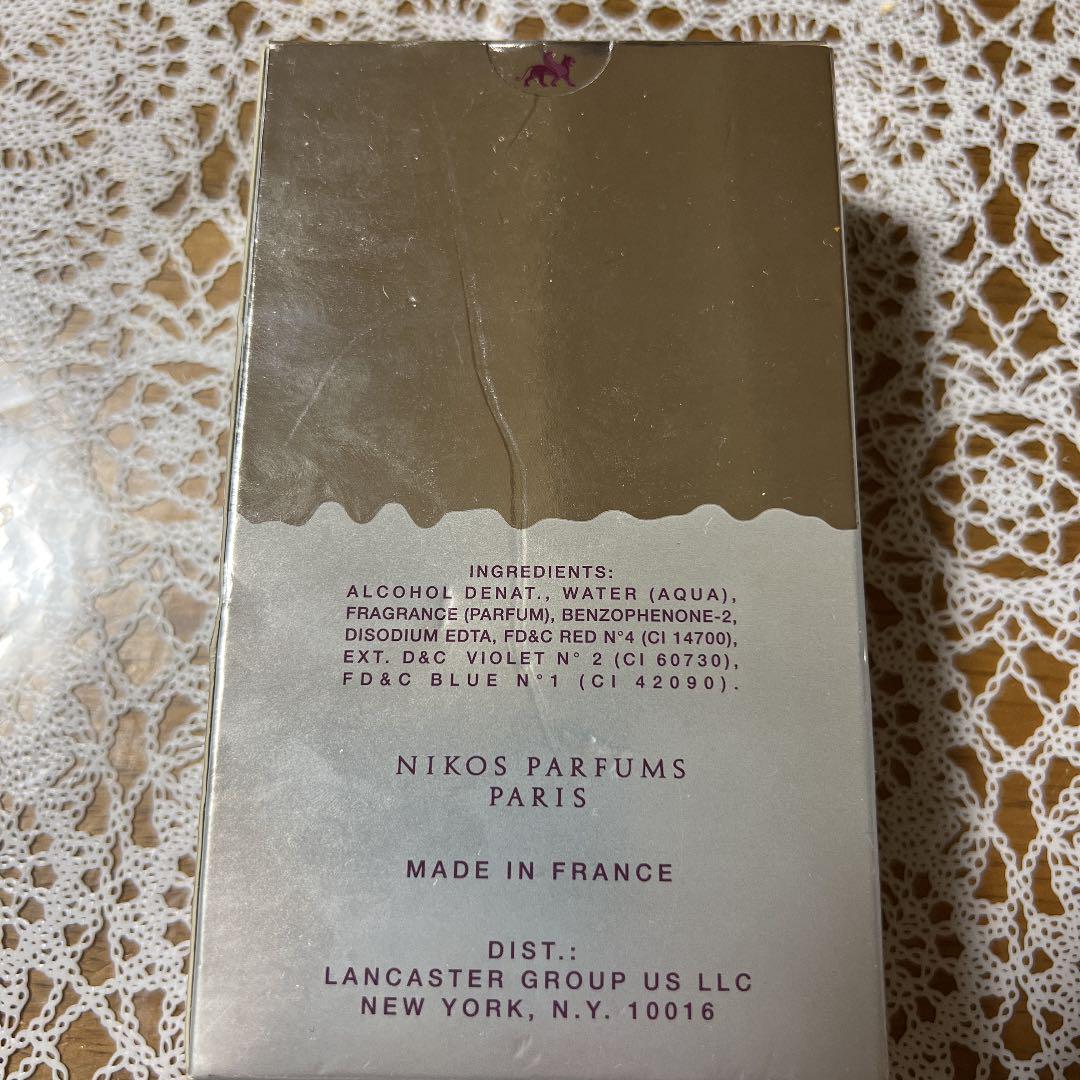 INGREDIENTS:
ALCOHOL DENAT., WATER (AQUA),
FRAGRANCE (PARFUM), BENZOPHENONE-2,
DISODIUM EDTA, FD&C RED N°4 (CI 14700),
EXT. D&C VIOLET N° 2 (CI 60730),
FD&C BLUE N°1 (CI 42090).
NIKOS PARFUMS
PARIS
MADE IN FRANCE
DIST.:
LANCASTER GROUP US LLC
NEW YORK, N.Y. 10016